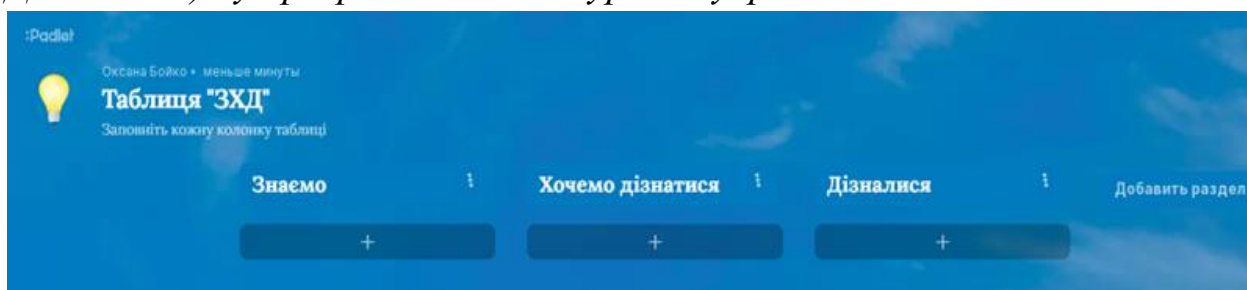 :Padlet
Оксана Бойко • меньше минуты
Таблиця "ЗХД"
Заповніть кожну колонку таблиці
Знаємо
Хочемо дізнатися
Дізналися
Добавить раздел
+
+
+